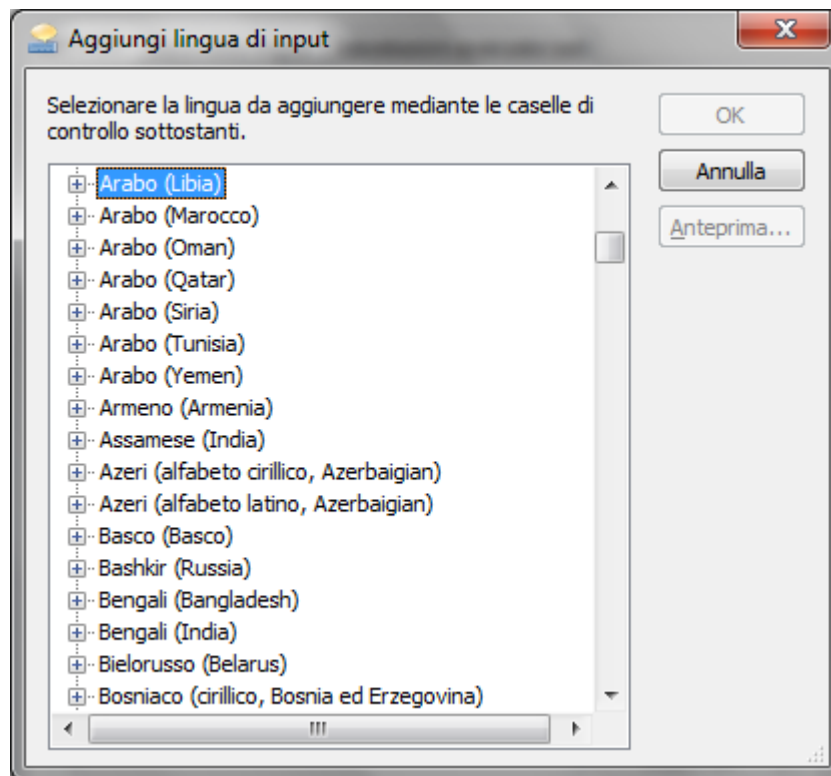 Aggiungi lingua di input
Selezionare la lingua da aggiungere mediante le caselle di
controllo sottostanti.
OK
Annulla
Anteprima...
Arabo (Libia)
Arabo (Marocco)
Arabo (Oman)
Arabo (Qatar)
Arabo (Siria)
Arabo (Tunisia)
Arabo (Yemen)
Armeno (Armenia)
Assamese (India)
Azeri (alfabeto cirillico, Azerbaigian)
Azeri (alfabeto latino, Azerbaigian)
Basco (Basco)
Bashkir (Russia)
Bengali (Bangladesh)
Bengali (India)
Bielorusso (Belarus)
Bosniaco (cirillico, Bosnia ed Erzegovina)